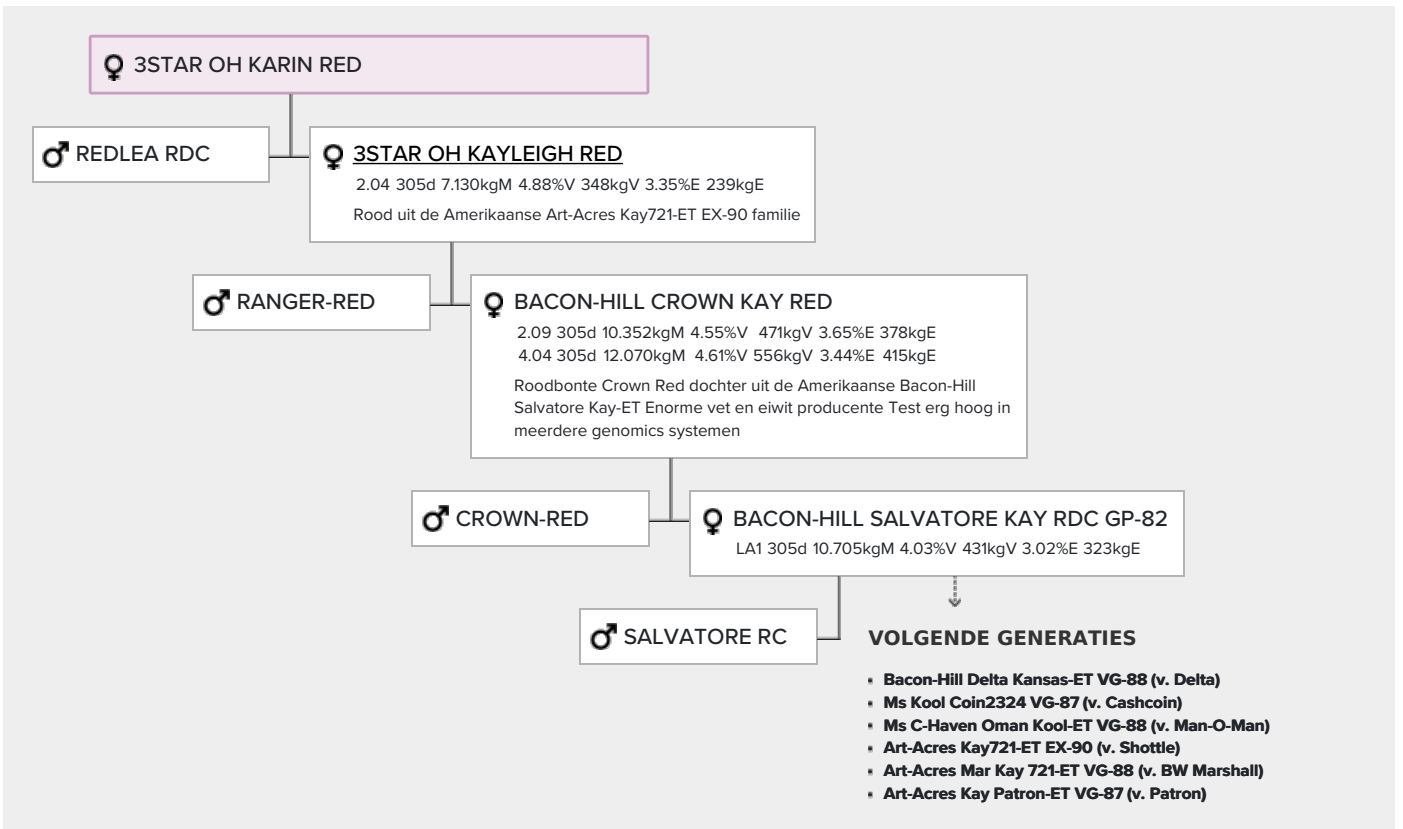 3STAR OH KARIN RED
REDLEA RDC
3STAR OH KAYLEIGH RED
2.04 305d 7.130kgM 4.88%V 348kgV 3.35%E 239kgE
Rood uit de Amerikaanse Art-Acres Kay721-ET EX-90 familie
RANGER-RED
BACON-HILL CROWN KAY RED
2.09 305d 10.352kgM 4.55%V 471kgV 3.65%E 378kgE
4.04 305d 12.070kgM 4.61%V 556kgV 3.44%E 415kgE
Roodbonte Crown Red dochter uit de Amerikaanse Bacon-Hill
Salvatore Kay-ET Enorme vet en eiwit producente Test erg hoog in
meerdere genomics systemen
CROWN-RED
BACON-HILL SALVATORE KAY RDC GP-82
LA1 305d 10.705kgM 4.03%V 431kgV 3.02%E 323kgE
SALVATORE RC
VOLGENDE GENERATIES
Bacon-Hill Delta Kansas-ET VG-88 (v. Delta)
Ms Kool Coin2324 VG-87 (v. Cashcoin)
Ms C-Haven Oman Kool-ET VG-88 (v. Man-O-Man)
Art-Acres Kay721-ET EX-90 (v. Shottle)
Art-Acres Mar Kay 721-ET VG-88 (v. BW Marshall)
Art-Acres Kay Patron-ET VG-87 (v. Patron)